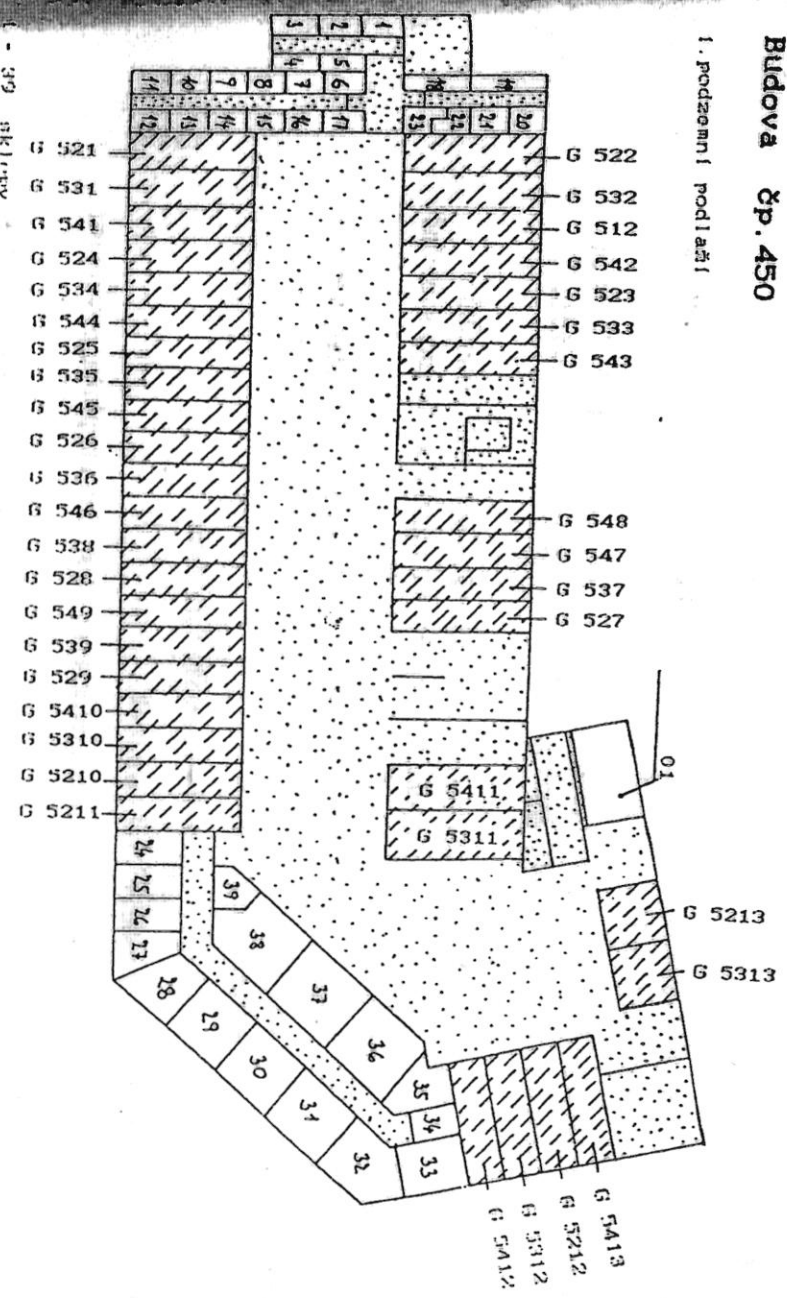 Budova čp.450
1. podzemní podlaží
1 - 39 sklepy
3
2
1
4
5
11
10
9
8
7
6
18
19
12
13
14
15
16
17
23
22
21
20
G 521
G 531
G 541
G 524
G 534
G 544
G 525
G 535
G 545
G 526
G 536
G 546
G 538
G 528
G 549
G 539
G 529
G 5410
G 5310
G 5210
G 5211
G 522
G 532
G 512
G 542
G 523
G 533
G 543
G 548
G 547
G 537
G 527
G 5411
G 5311
01
G 5213
G 5313
24
25
26
27
28
29
30
31
32
33
34
35
36
37
38
39
G 5413
G 5212
G 5312
G 5412